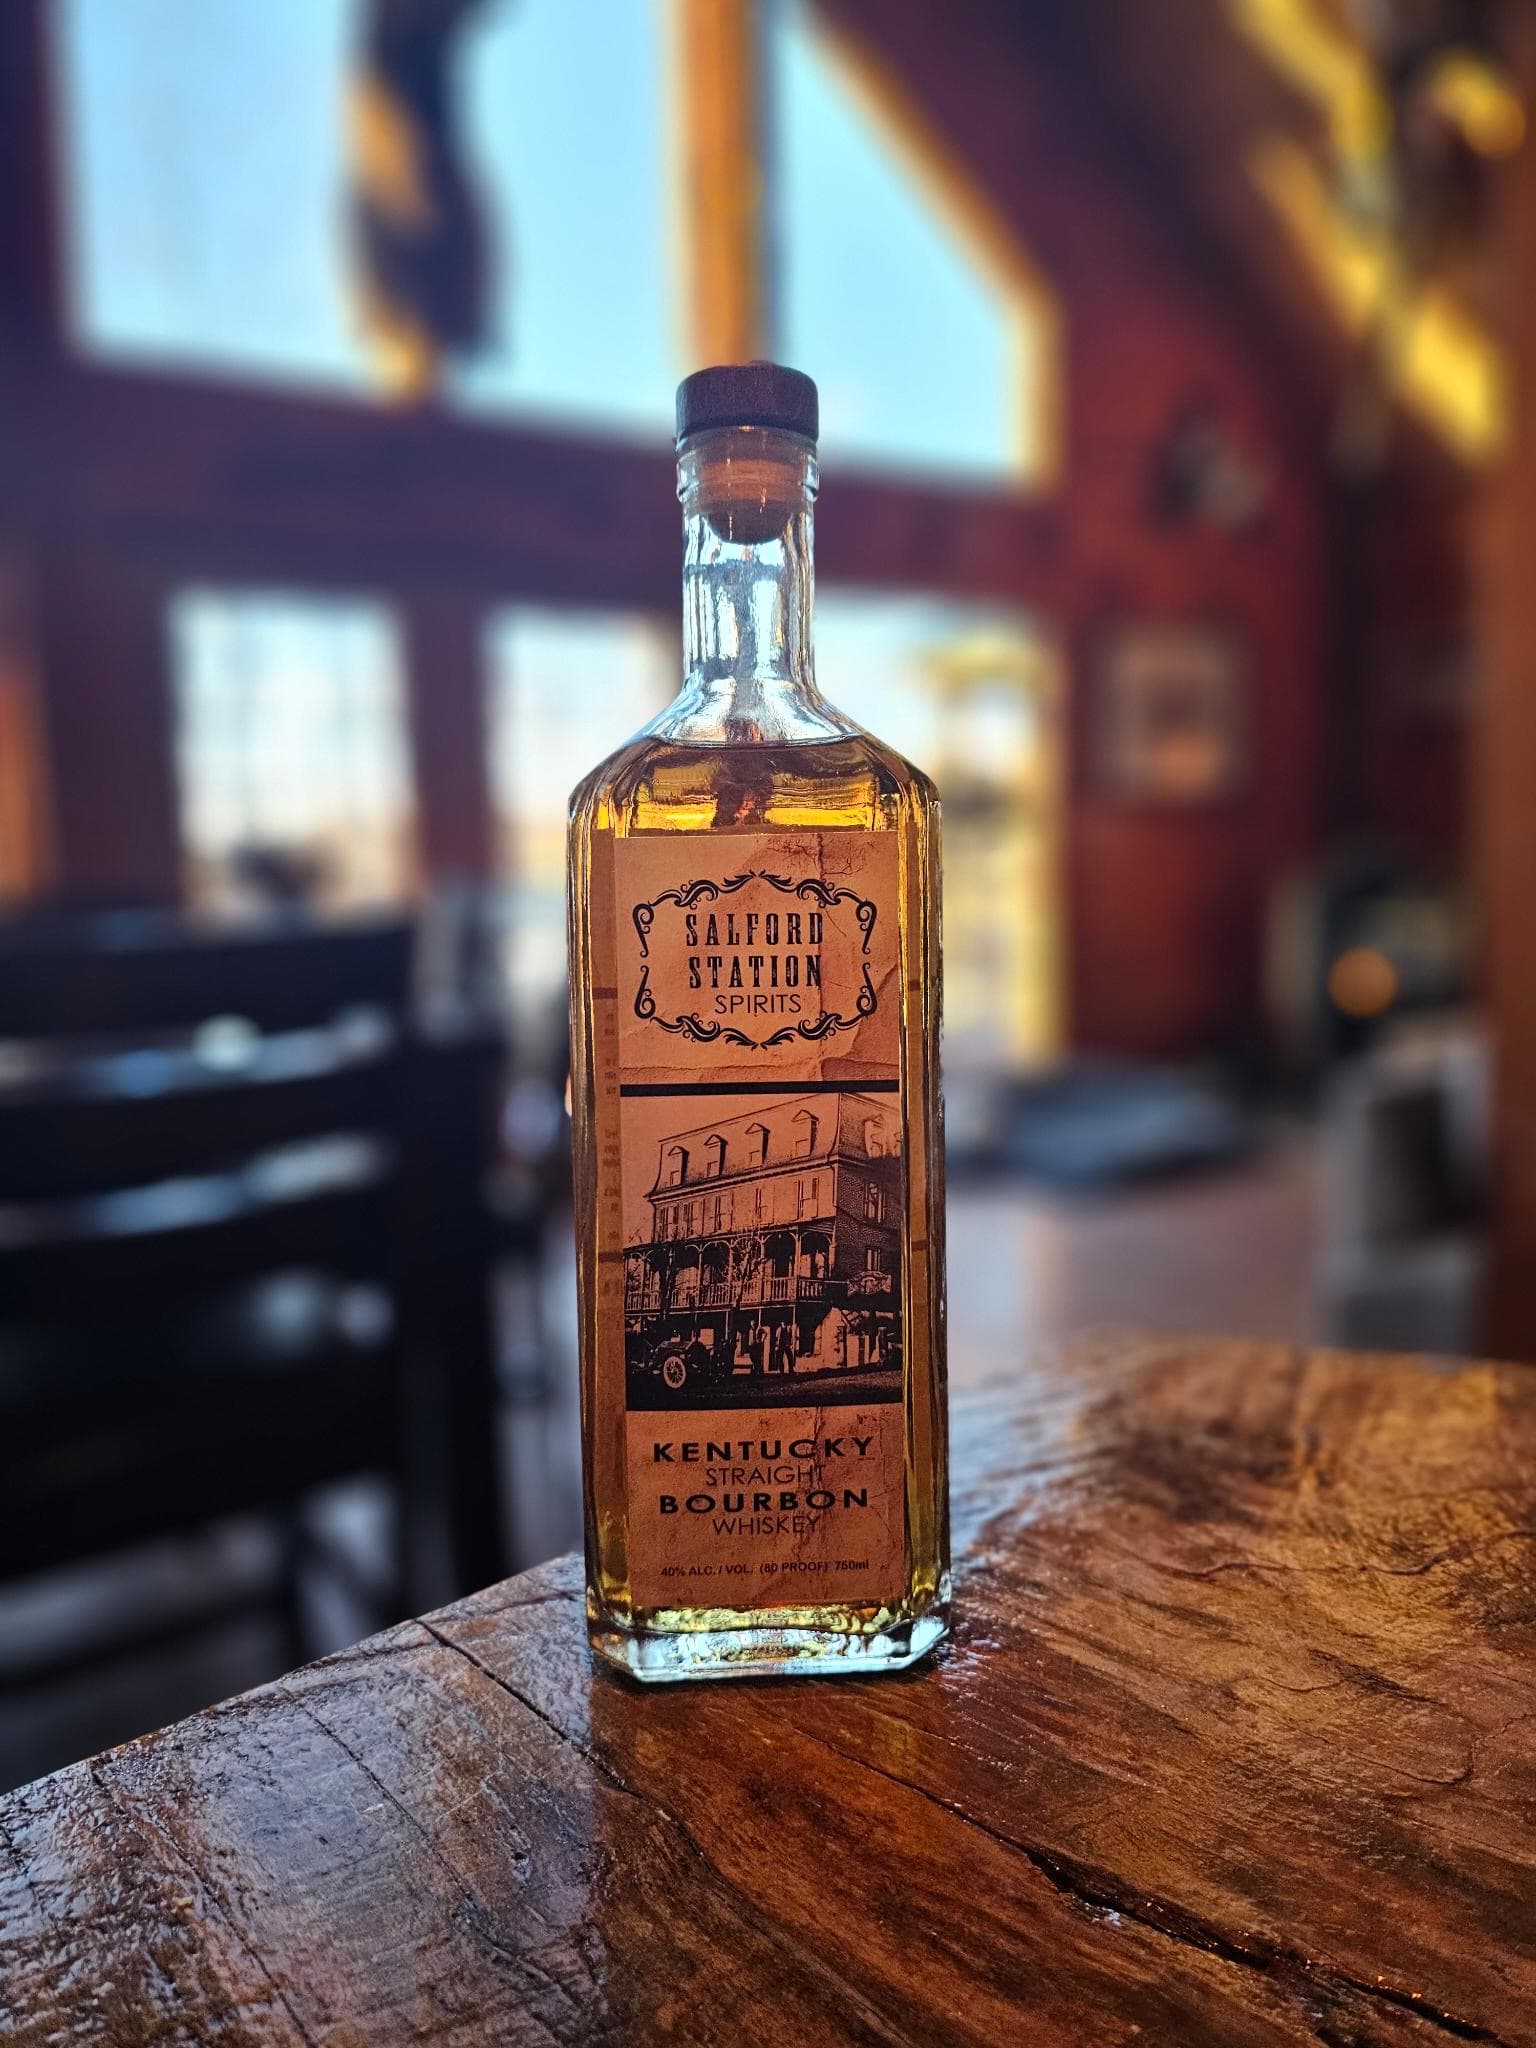 SALFORD
STATION
SPIRITS
KENTUCKY
STRAIGHT
BOURBON
WHISKEY
40% ALC. / VOL. (80 PROOF) 750ml